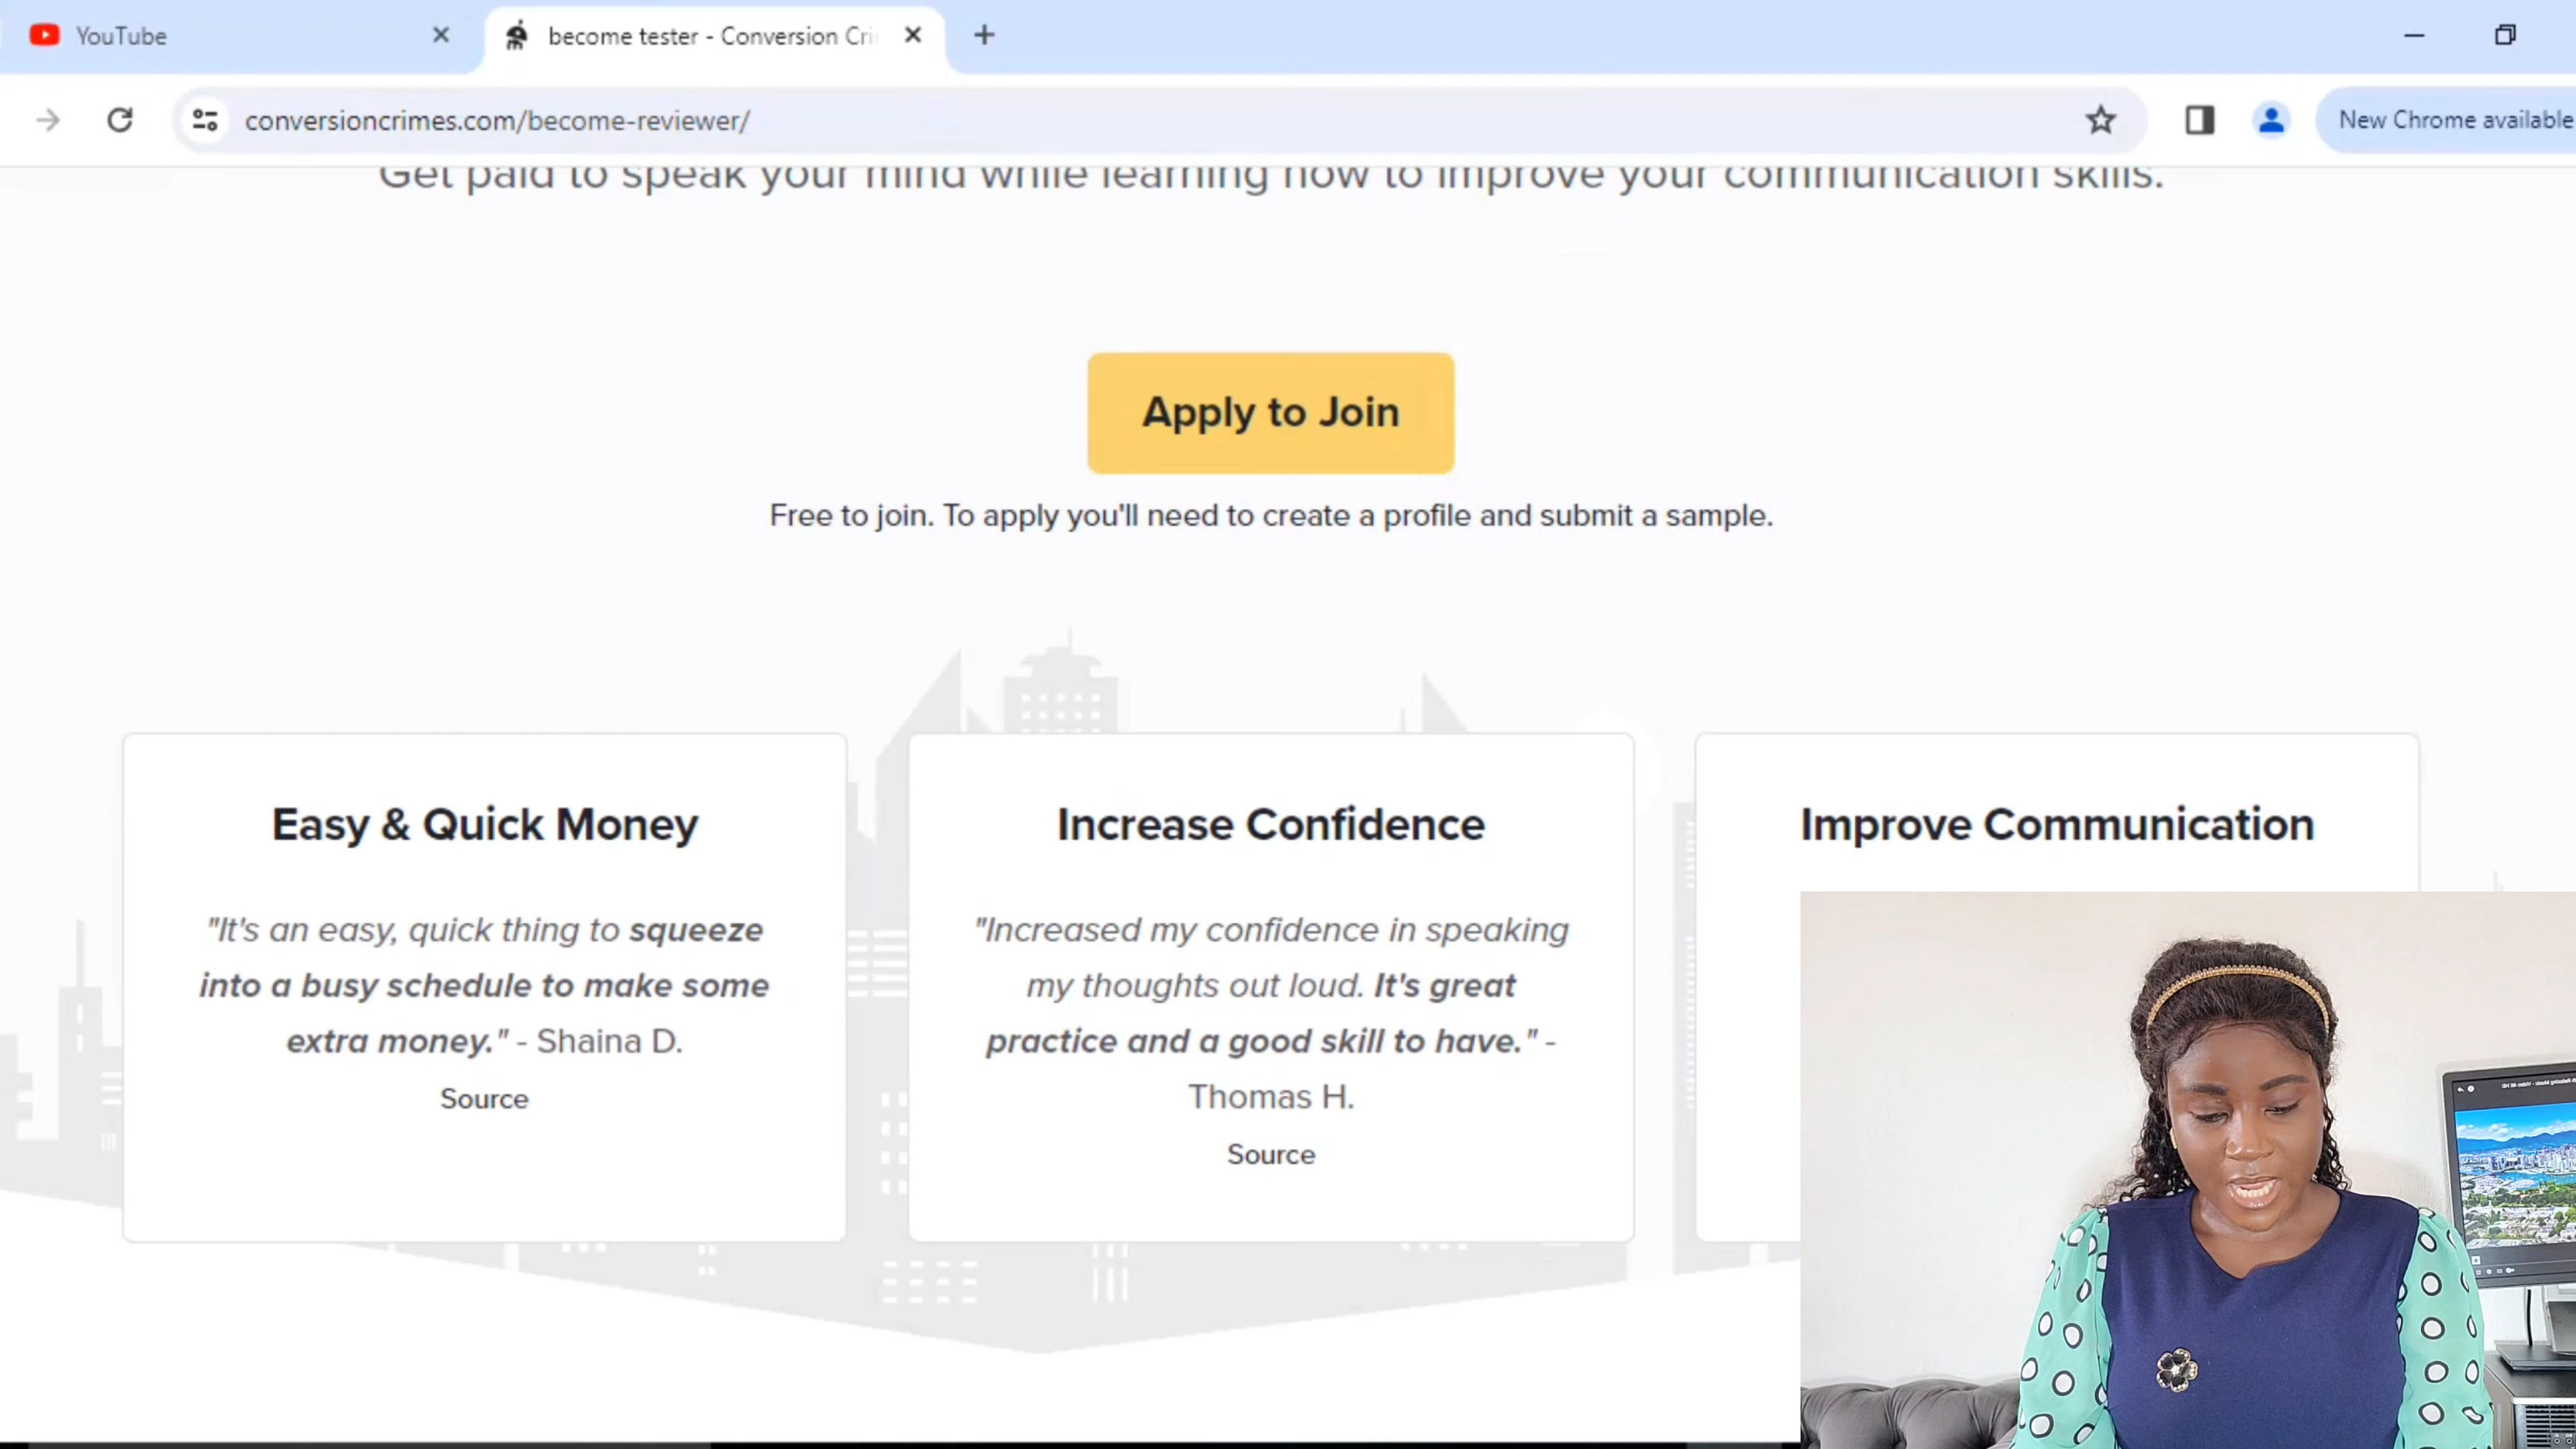 YouTube
become tester - Conversion Cri
conversioncrimes.com/become-reviewer/
New Chrome available
Get paid to speak your mind while learning how to improve your communication skills.
Apply to Join
Free to join. To apply you'll need to create a profile and submit a sample.
Easy & Quick Money
"It's an easy, quick thing to squeeze
into a busy schedule to make some
extra money." - Shaina D.
Source
Increase Confidence
"Increased my confidence in speaking
my thoughts out loud. It's great
practice and a good skill to have." -
Thomas H.
Source
Improve Communication